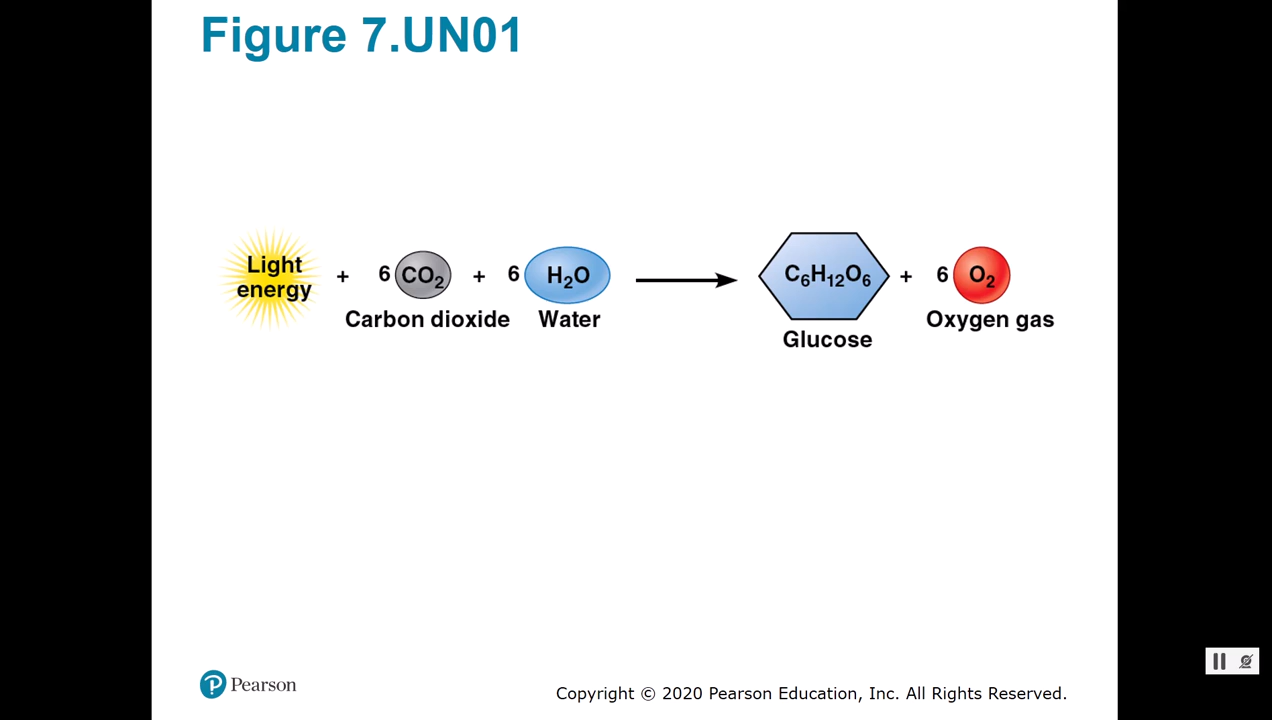 Figure 7.UN01
Light energy + 6 CO₂ + 6 H₂O → C₆H₁₂O₆ + 6 O₂
Carbon dioxide Water Glucose Oxygen gas
P Pearson
Copyright © 2020 Pearson Education, Inc. All Rights Reserved.